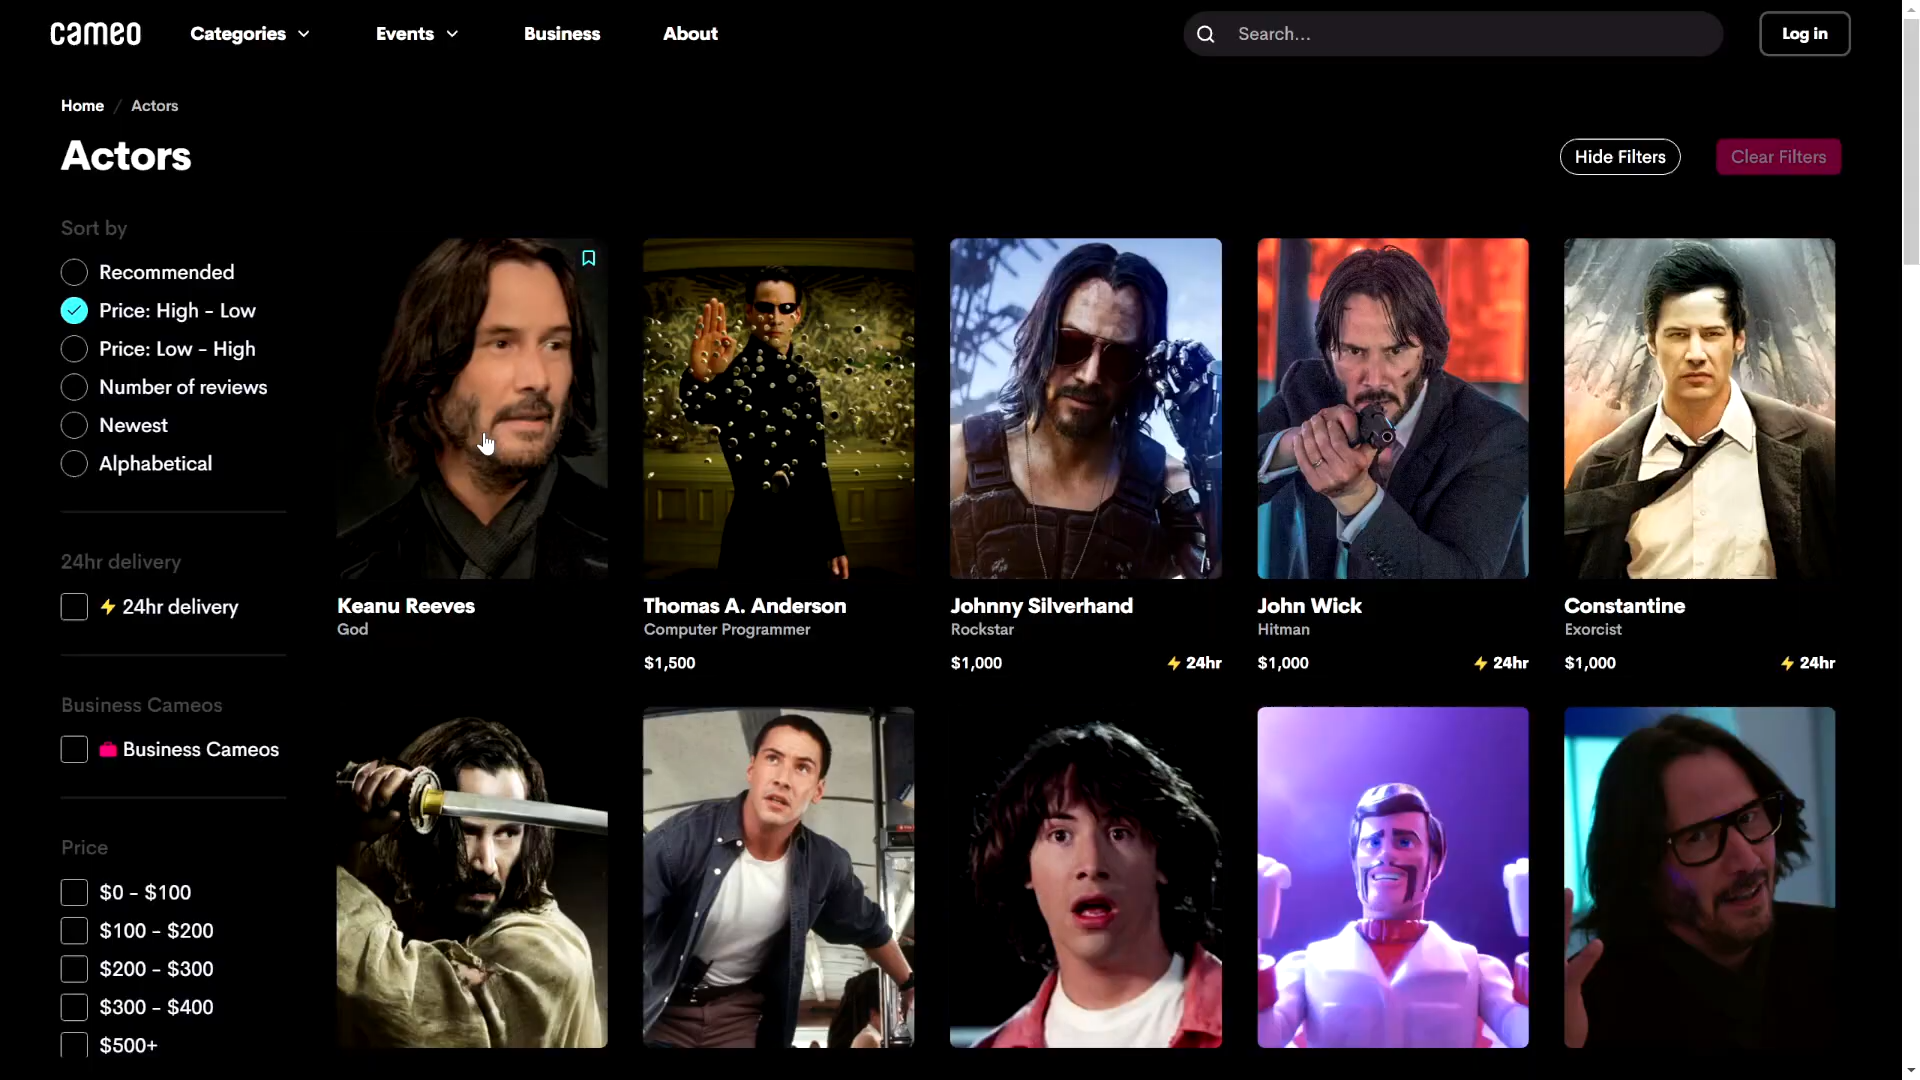 cameo
Categories
Events
Business
About
Search...
Log in
Home / Actors
Actors
Hide Filters
Clear Filters
Sort by
Recommended
Price: High - Low
Price: Low - High
Number of reviews
Newest
Alphabetical
24hr delivery
24hr delivery
Business Cameos
Business Cameos
Price
$0 - $100
$100 - $200
$200 - $300
$300 - $400
$500+
Keanu Reeves
God
Thomas A. Anderson
Computer Programmer
$1,500
Johnny Silverhand
Rockstar
$1,000
24hr
John Wick
Hitman
$1,000
24hr
Constantine
Exorcist
$1,000
24hr